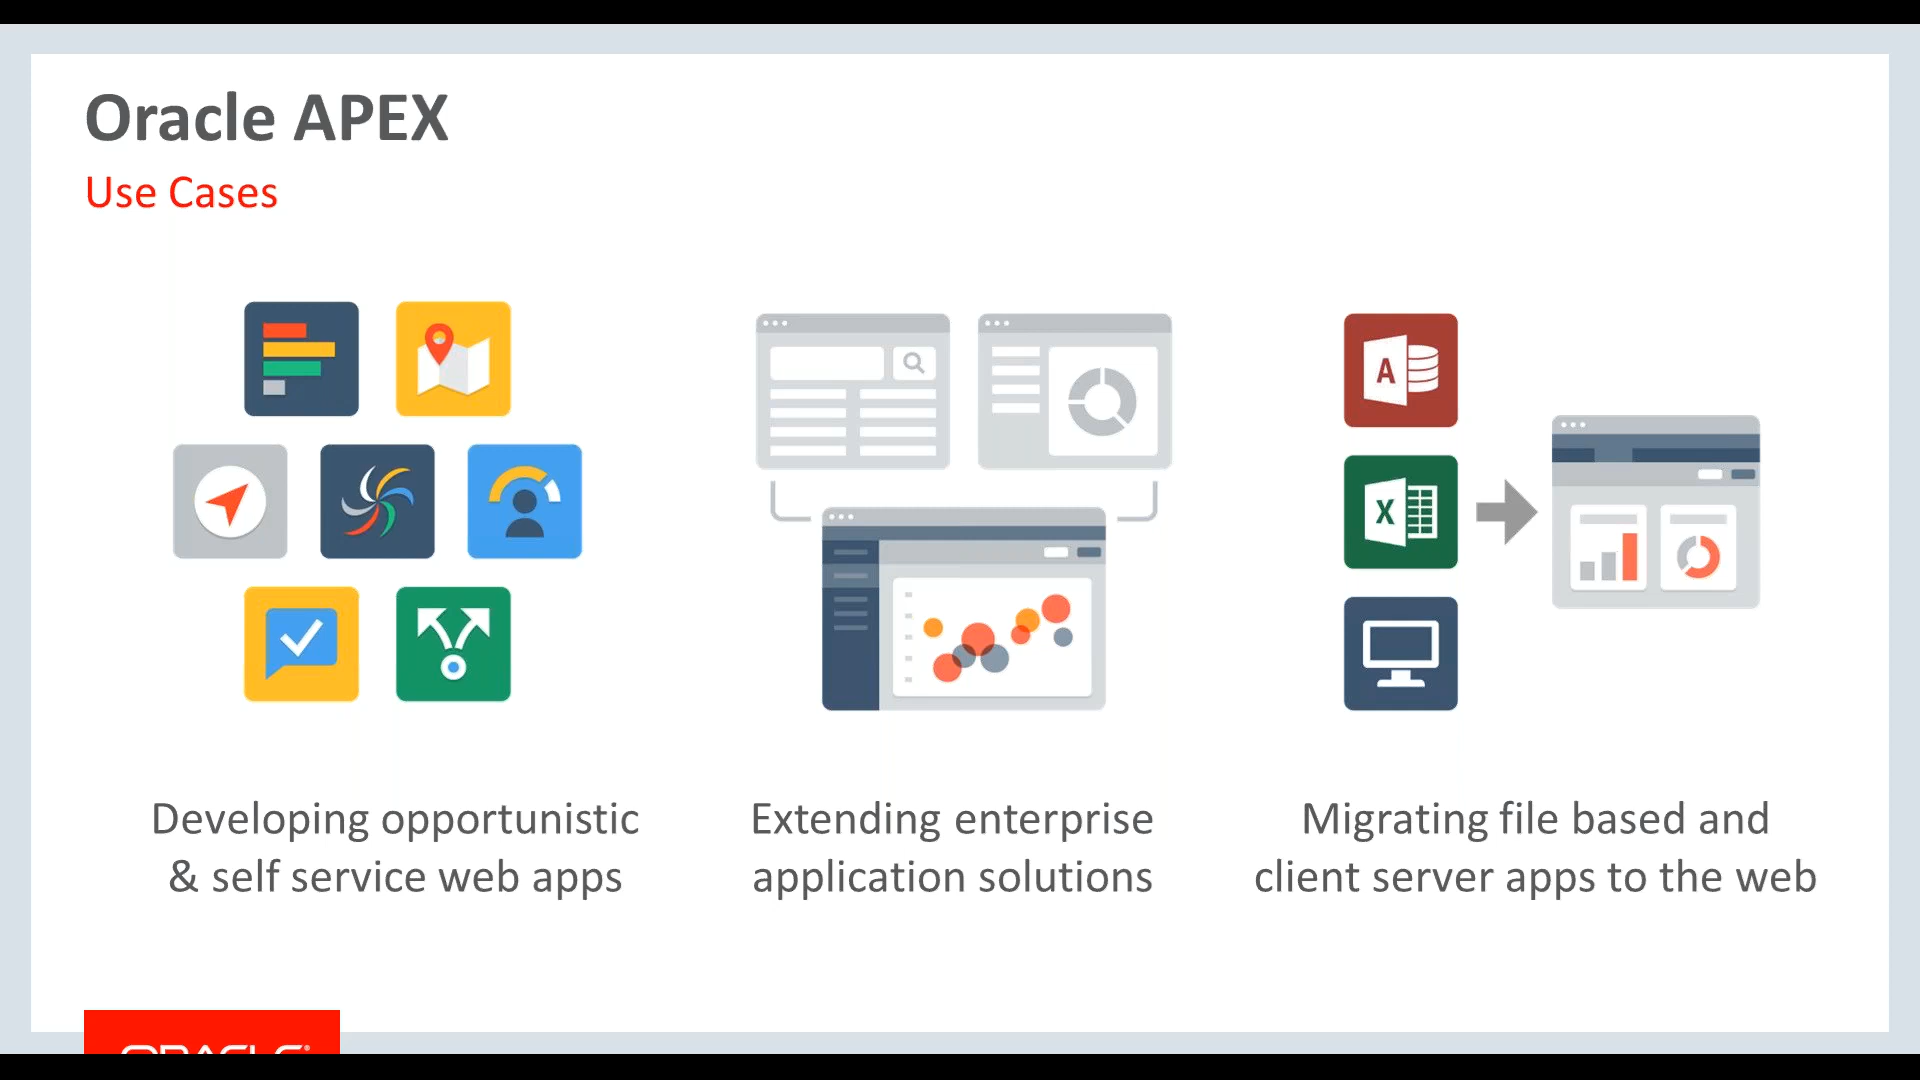 Oracle APEX
Use Cases
A
X
Developing opportunistic
& self service web apps
Extending enterprise
application solutions
Migrating file based and
client server apps to the web
ORACLE®